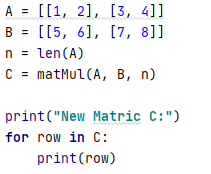 A = [[1, 2], [3, 4]]
B = [[5, 6], [7, 8]]
n = len(A)
C = matMul(A, B, n)

print("New Matric C:")
for row in C:
    print(row)